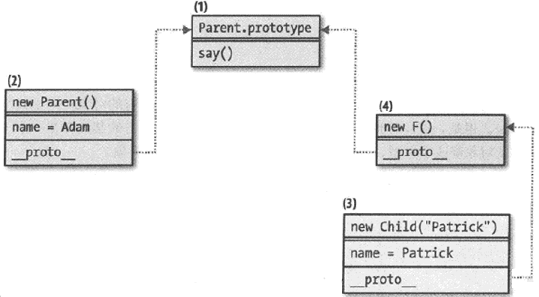 (1)
Parent.prototype
say()
(2)
new Parent()
name = Adam
__proto__
(4)
new F()
__proto__
(3)
new Child("Patrick")
name = Patrick
__proto__